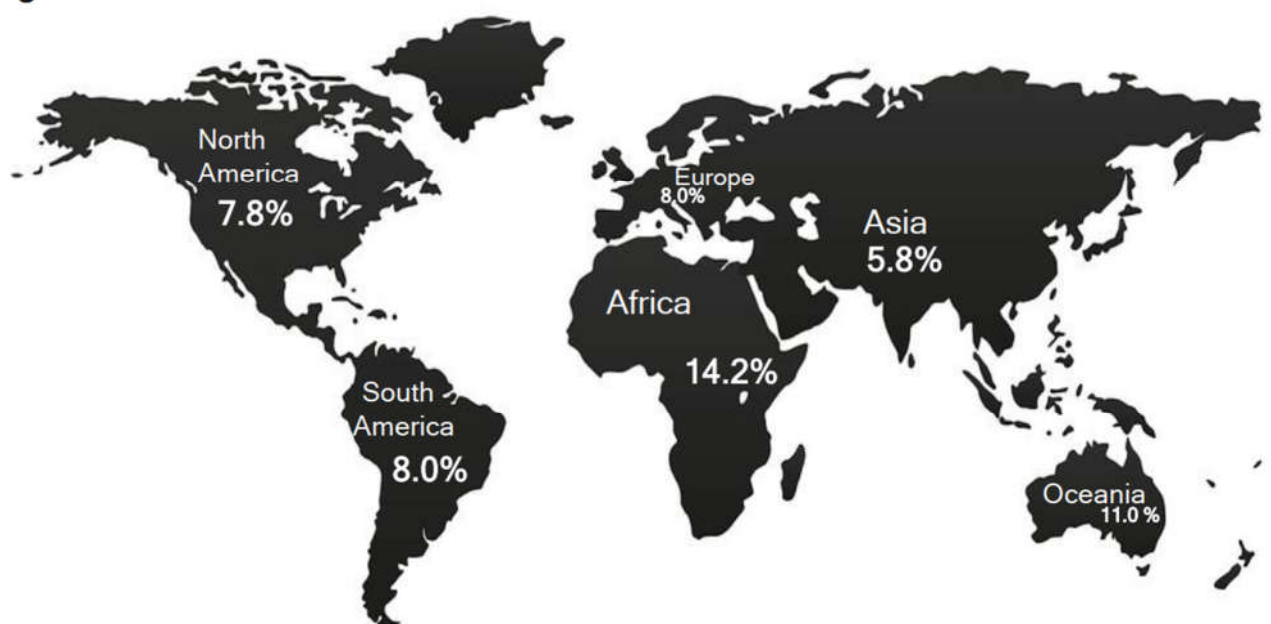 North
America
7.8%
Europe
8.0%
Asia
5.8%
Africa
14.2%
South
America
8.0%
Oceania
11.0 %